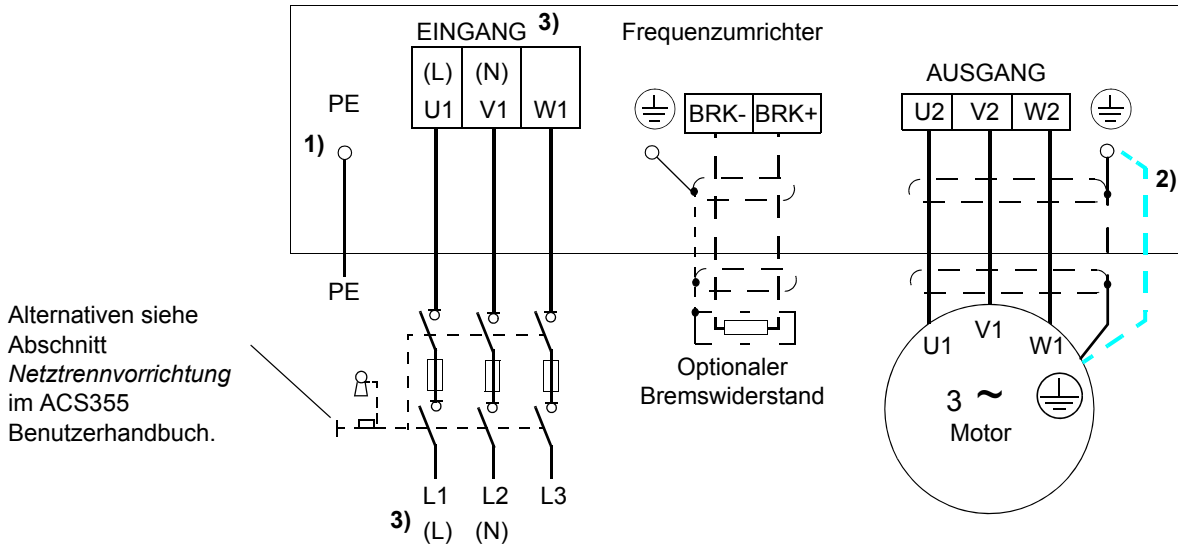 EINGANG 3)
Frequenzumrichter
(L) (N)
U1 V1 W1
PE
1)
BRK- BRK+
AUSGANG
U2 V2 W2
2)
PE
Alternativen siehe
Abschnitt
Netztrennvorrichtung
im ACS355
Benutzerhandbuch.
Optionaler
Bremswiderstand
U1 V1 W1
3 ~
Motor
L1 L2 L3
3) (L) (N)